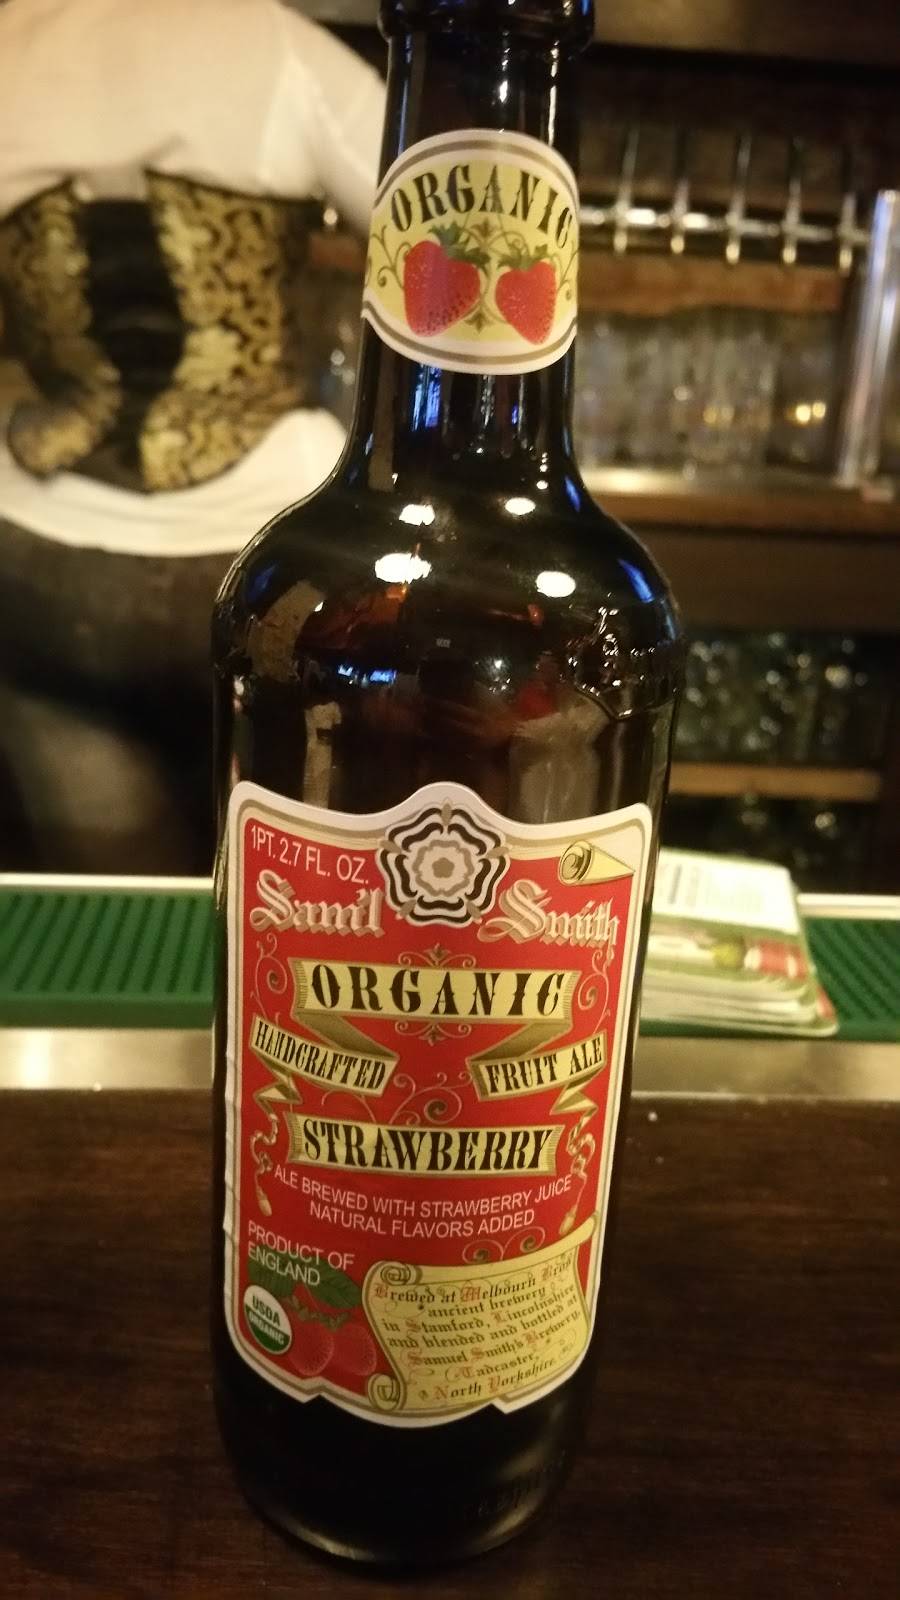 ORGANIC
1PT. 2.7 FL. OZ.
Sam'l Smith
ORGANIC
HANDCRAFTED FRUIT ALE
STRAWBERRY
ALE BREWED WITH STRAWBERRY JUICE
NATURAL FLAVORS ADDED
PRODUCT OF
ENGLAND
USDA
ORGANIC
Brewed at Melbourn Bros
ancient brewery
in Stamford, Lincolnshire
and blended and bottled at
Samuel Smith's Brewery,
Tadcaster,
North Yorkshire.